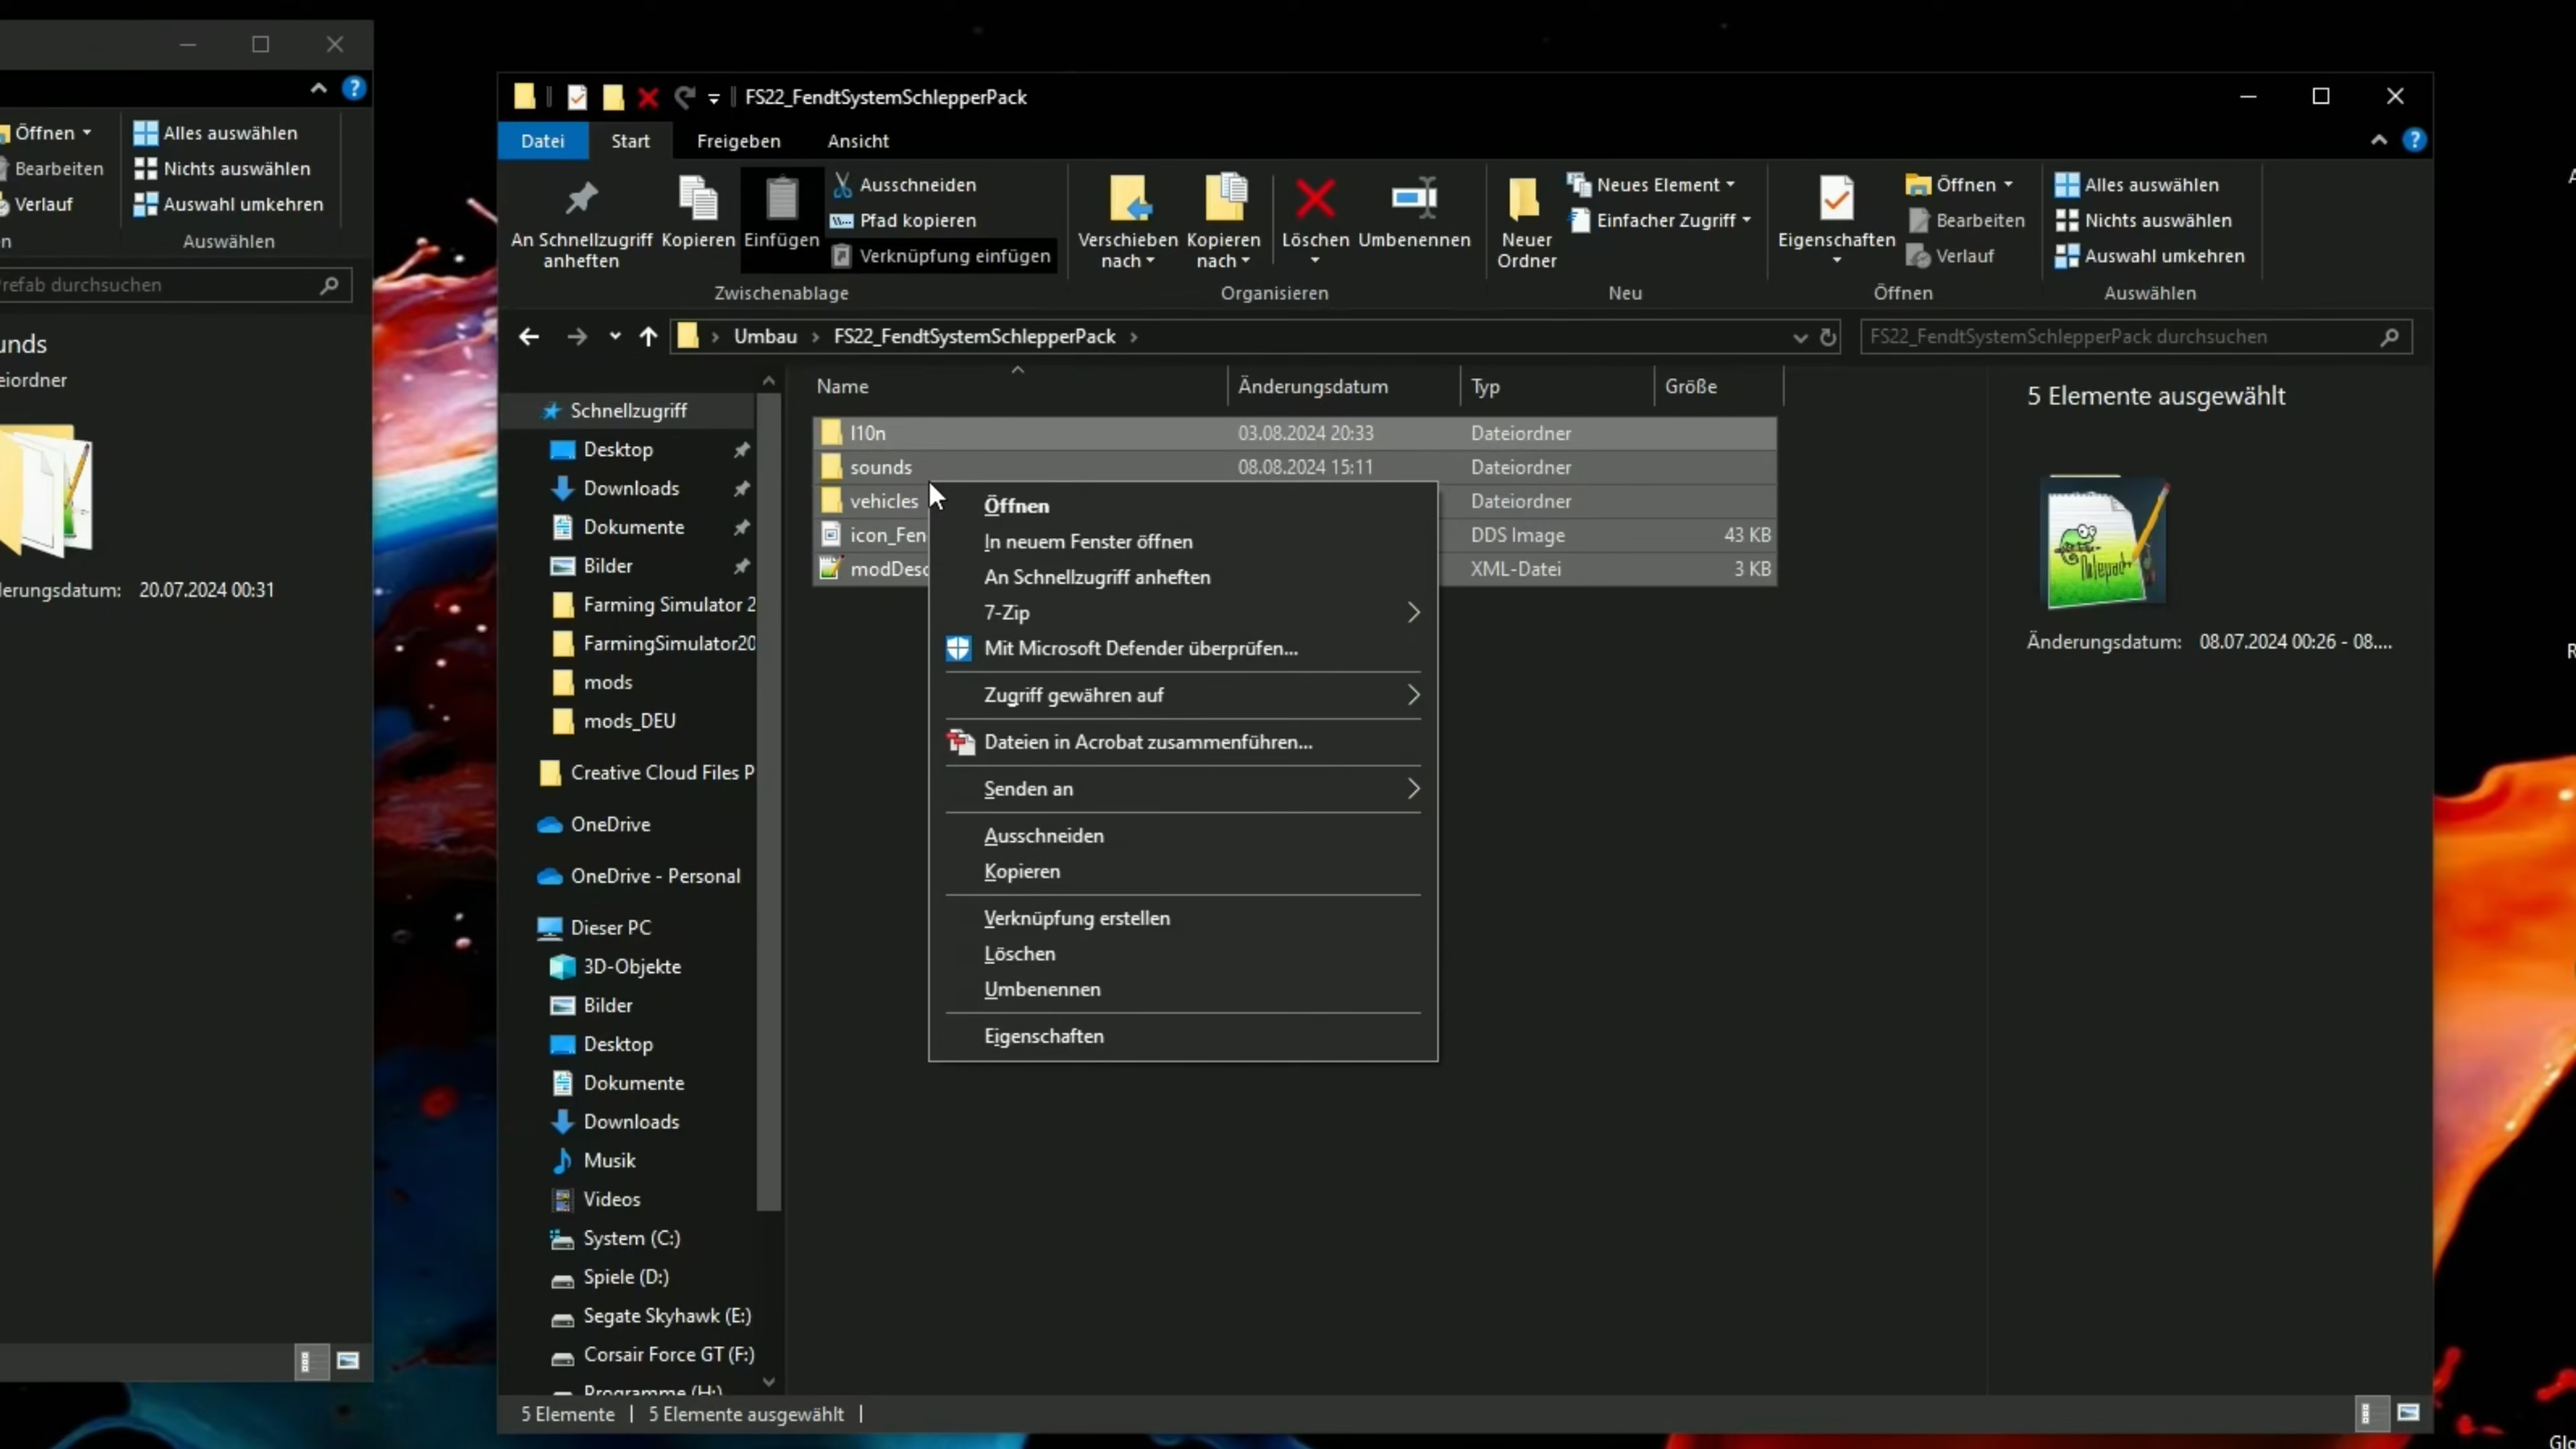 Öffnen
Bearbeiten
Verlauf
Alles auswählen
Nichts auswählen
Auswahl umkehren
Auswählen
refab durchsuchen
unds
eiordner
erungsdatum: 20.07.2024 00:31
FS22_FendtSystemSchlepperPack
Datei Start Freigeben Ansicht
An Schnellzugriff
anheften
Kopieren
Einfügen
Ausschneiden
Pfad kopieren
Verknüpfung einfügen
Zwischenablage
Verschieben
nach
Kopieren
nach
Löschen
Umbenennen
Organisieren
Neuer
Ordner
Neues Element
Einfacher Zugriff
Neu
Eigenschaften
Öffnen
Bearbeiten
Verlauf
Öffnen
Alles auswählen
Nichts auswählen
Auswahl umkehren
Auswählen
Umbau › FS22_FendtSystemSchlepperPack ›
FS22_FendtSystemSchlepperPack durchsuchen
Schnellzugriff
Desktop
Downloads
Dokumente
Bilder
Farming Simulator 2
FarmingSimulator20
mods
mods_DEU
Creative Cloud Files P
OneDrive
OneDrive - Personal
Dieser PC
3D-Objekte
Bilder
Desktop
Dokumente
Downloads
Musik
Videos
System (C:)
Spiele (D:)
Segate Skyhawk (E:)
Corsair Force GT (F:)
Programme (H:)
Name Änderungsdatum Typ Größe
l10n 03.08.2024 20:33 Dateiordner
sounds 08.08.2024 15:11 Dateiordner
vehicles Dateiordner
icon_Fen DDS Image 43 KB
modDesc XML-Datei 3 KB
Öffnen
In neuem Fenster öffnen
An Schnellzugriff anheften
7-Zip
Mit Microsoft Defender überprüfen...
Zugriff gewähren auf
Dateien in Acrobat zusammenführen...
Senden an
Ausschneiden
Kopieren
Verknüpfung erstellen
Löschen
Umbenennen
Eigenschaften
5 Elemente ausgewählt
Änderungsdatum: 08.07.2024 00:26 - 08....
5 Elemente | 5 Elemente ausgewählt |